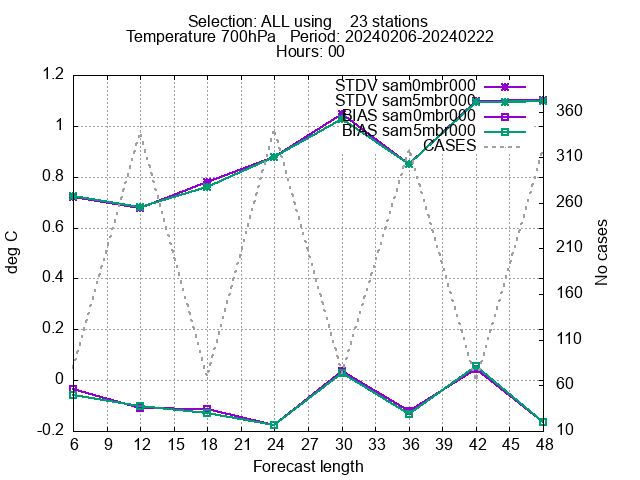 Selection: ALL using    23 stations
Temperature 700hPa   Period: 20240206-20240222
Hours: 00
1.2
1
0.8
0.6
0.4
0.2
0
-0.2
deg C
STDV sam0mbr000
STDV sam5mbr000
BIAS sam0mbr000
BIAS sam5mbr000
CASES
360
310
260
210
160
110
60
10
No cases
6 9 12 15 18 21 24 27 30 33 36 39 42 45 48
Forecast length